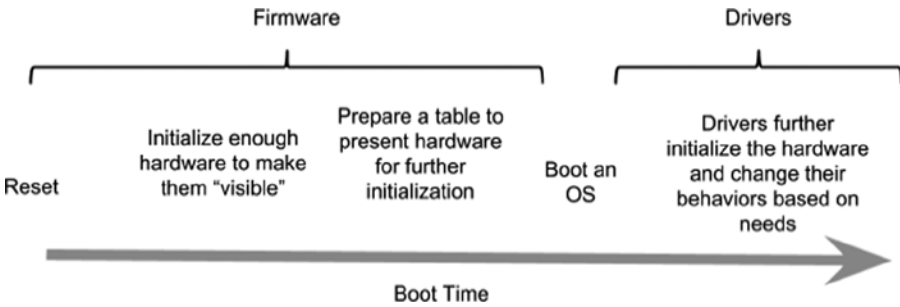 Firmware
Drivers
Reset
Initialize enough
hardware to make
them “visible”
Prepare a table to
present hardware
for further
initialization
Boot an
OS
Drivers further
initialize the hardware
and change their
behaviors based on
needs
Boot Time